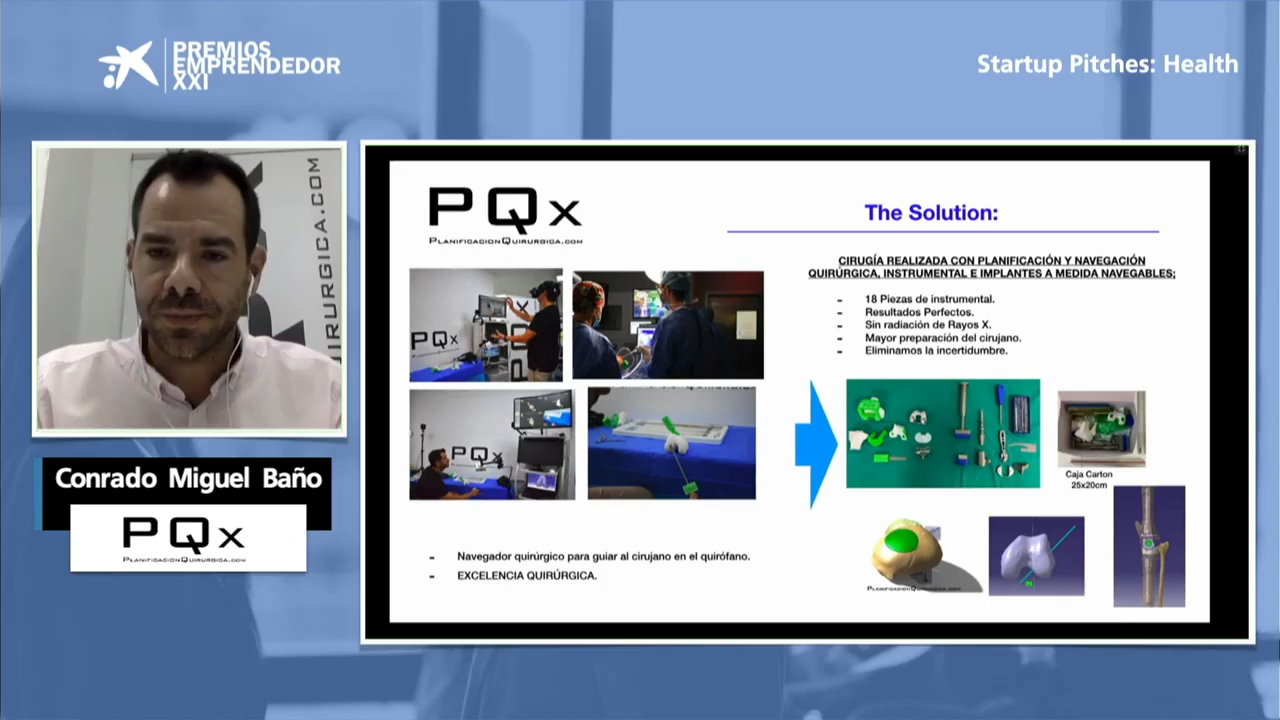 PREMIOS
EMPRENDEDOR
XXI
Startup Pitches: Health
URUGICA.COM
PQx
PlanificacionQuirurgica.com
The Solution:
CIRUGÍA REALIZADA CON PLANIFICACIÓN Y NAVEGACIÓN
QUIRÚRGICA, INSTRUMENTAL E IMPLANTES A MEDIDA NAVEGABLES;
- 18 Piezas de instrumental.
- Resultados Perfectos.
- Sin radiación de Rayos X.
- Mayor preparación del cirujano.
- Eliminamos la incertidumbre.
PQx
PQx
Caja Carton
25x20cm
- Navegador quirúrgico para guiar al cirujano en el quirófano.
- EXCELENCIA QUIRÚRGICA.
PlanificacionQuirurgica.com
Conrado Miguel Baño
PQx
PlanificacionQuirurgica.com